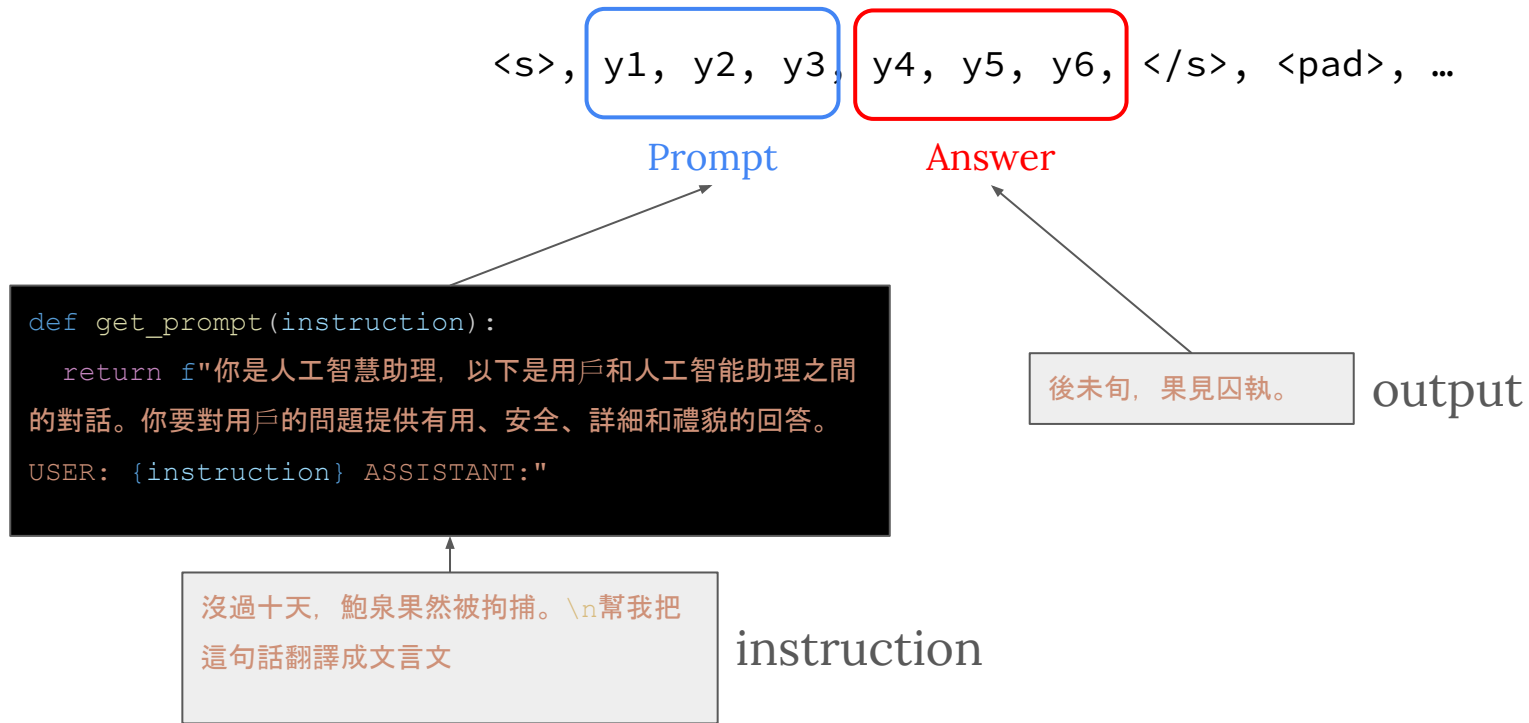 <s>, y1, y2, y3, y4, y5, y6, </s>, <pad>, …
Prompt
Answer
def get_prompt(instruction):
  return f"你是人工智慧助理，以下是用戶和人工智能助理之間
的對話。你要對用戶的問題提供有用、安全、詳細和禮貌的回答。
USER: {instruction} ASSISTANT:"
後未旬，果見囚執。
output
沒過十天，鮑泉果然被拘捕。\n幫我把
這句話翻譯成文言文
instruction